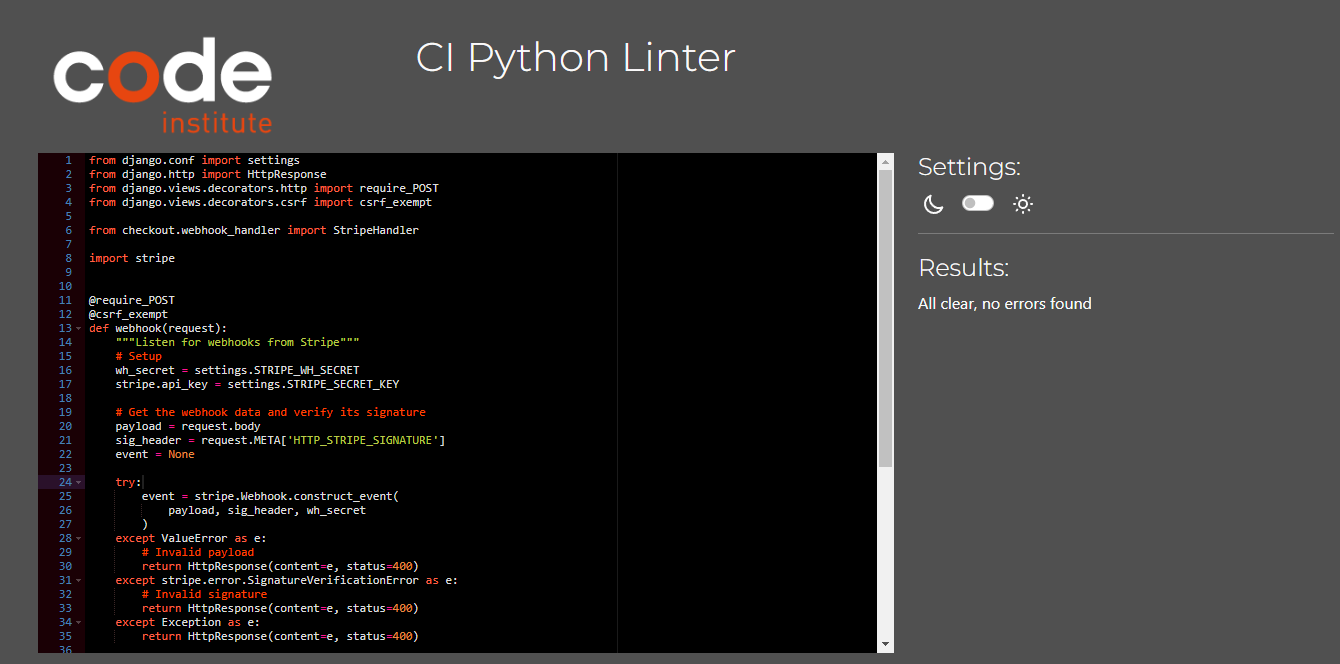 code
institute
CI Python Linter
1 from django.conf import settings
2 from django.http import HttpResponse
3 from django.views.decorators.http import require_POST
4 from django.views.decorators.csrf import csrf_exempt
5
6 from checkout.webhook_handler import StripeHandler
7
8 import stripe
9
10
11 @require_POST
12 @csrf_exempt
13 def webhook(request):
14     """Listen for webhooks from Stripe"""
15     # Setup
16     wh_secret = settings.STRIPE_WH_SECRET
17     stripe.api_key = settings.STRIPE_SECRET_KEY
18
19     # Get the webhook data and verify its signature
20     payload = request.body
21     sig_header = request.META['HTTP_STRIPE_SIGNATURE']
22     event = None
23
24     try:
25         event = stripe.Webhook.construct_event(
26             payload, sig_header, wh_secret
27         )
28     except ValueError as e:
29         # Invalid payload
30         return HttpResponse(content=e, status=400)
31     except stripe.error.SignatureVerificationError as e:
32         # Invalid signature
33         return HttpResponse(content=e, status=400)
34     except Exception as e:
35         return HttpResponse(content=e, status=400)
36
Settings:
Results:
All clear, no errors found